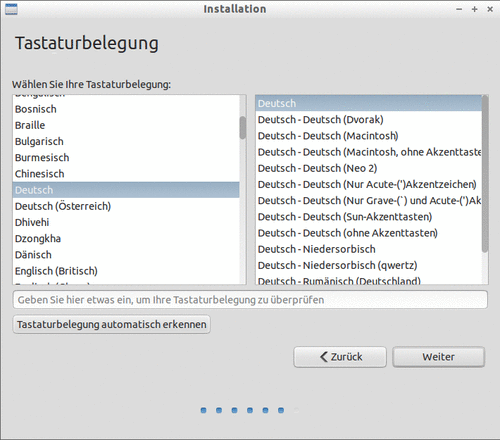 Installation
Tastaturbelegung
Wählen Sie Ihre Tastaturbelegung:
Bengalisch
Bosnisch
Braille
Bulgarisch
Burmesisch
Chinesisch
Deutsch
Deutsch (Österreich)
Dhivehi
Dzongkha
Dänisch
Englisch (Britisch)
Deutsch
Deutsch - Deutsch (Dvorak)
Deutsch - Deutsch (Macintosh)
Deutsch - Deutsch (Macintosh, ohne Akzenttaste
Deutsch - Deutsch (Neo 2)
Deutsch - Deutsch (Nur Acute-(')Akzentzeichen)
Deutsch - Deutsch (Nur Grave-(`) und Acute-(')Ak
Deutsch - Deutsch (Sun-Akzenttasten)
Deutsch - Deutsch (ohne Akzenttasten)
Deutsch - Niedersorbisch
Deutsch - Niedersorbisch (qwertz)
Deutsch - Rumänisch (Deutschland)
Geben Sie hier etwas ein, um Ihre Tastaturbelegung zu überprüfen
Tastaturbelegung automatisch erkennen
Zurück
Weiter